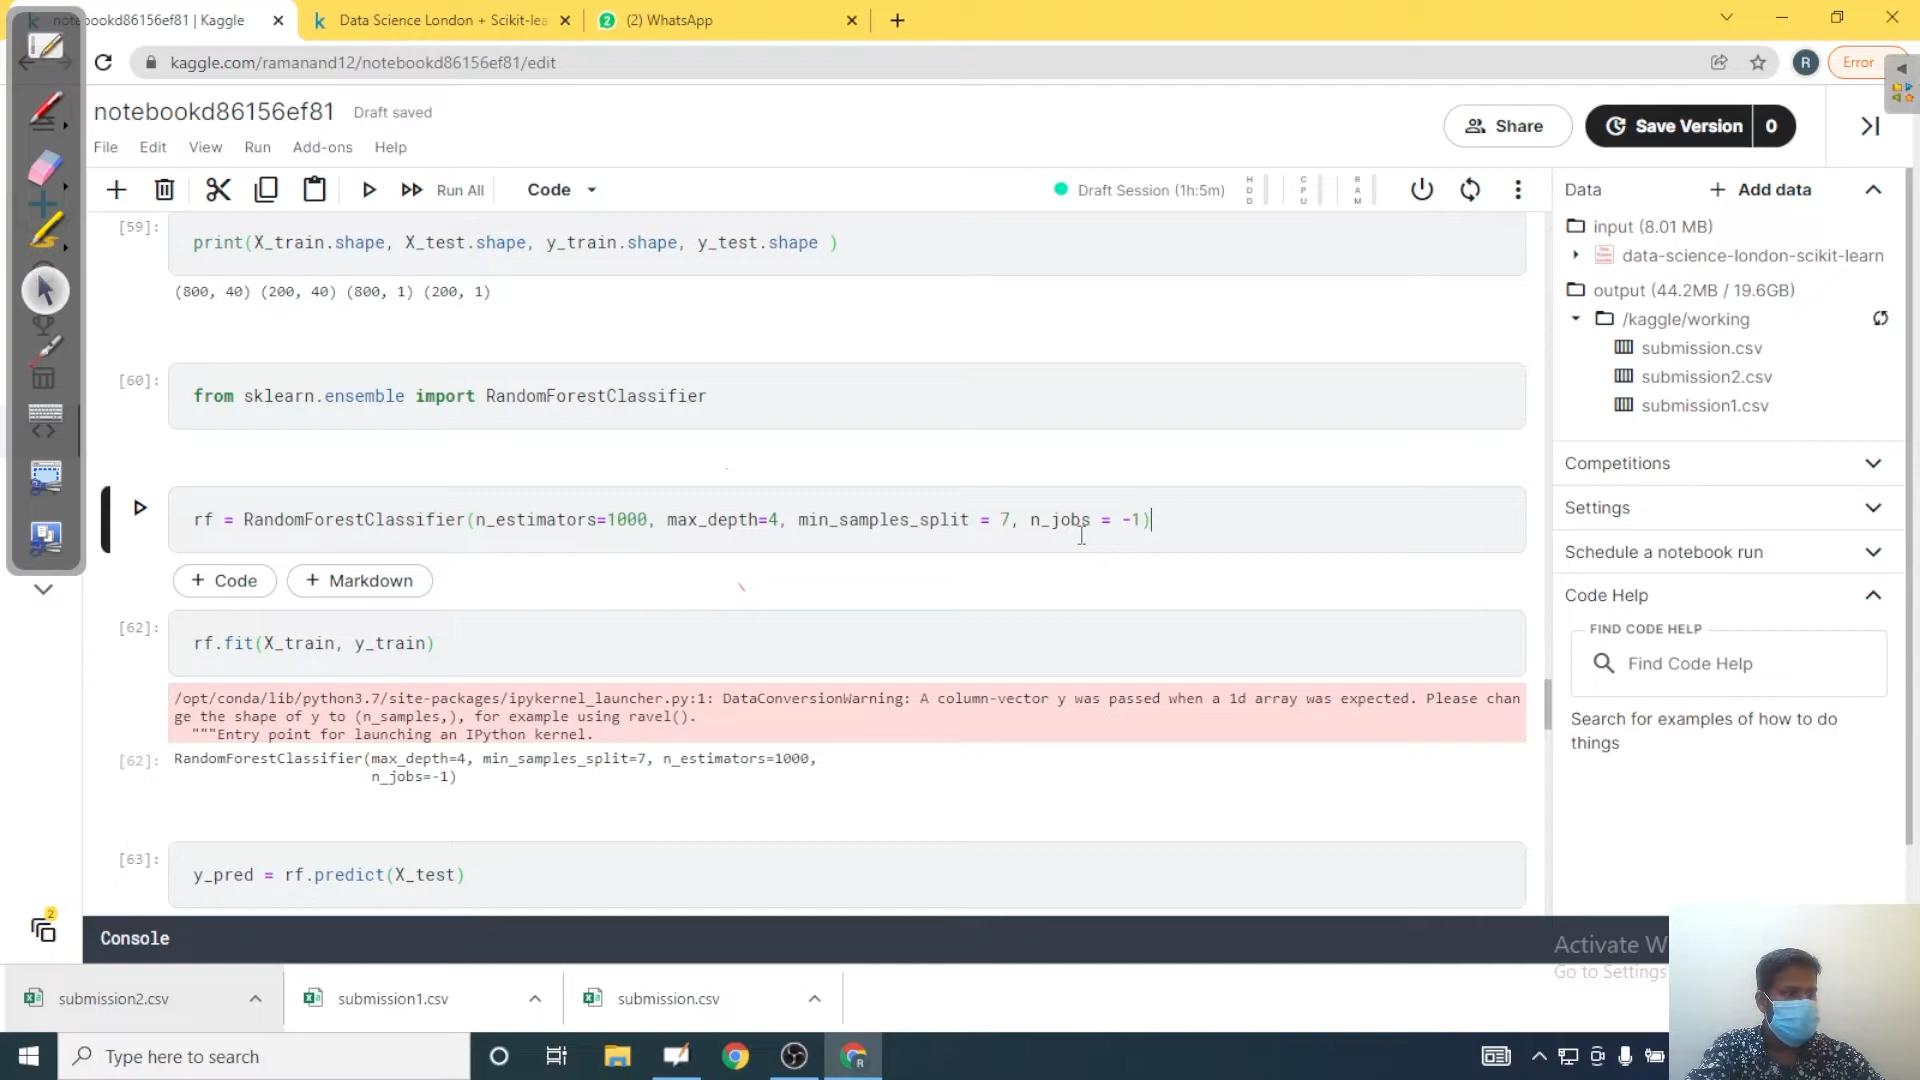 notebookd86156ef81 | Kaggle
Data Science London + Scikit-lea
(2) WhatsApp
kaggle.com/ramanand12/notebookd86156ef81/edit
R
Error
notebookd86156ef81
Draft saved
Share
Save Version
0
File Edit View Run Add-ons Help
Run All
Code
Draft Session (1h:5m)
HDD
CPU
RAM
Data
Add data
input (8.01 MB)
data-science-london-scikit-learn
output (44.2MB / 19.6GB)
/kaggle/working
submission.csv
submission2.csv
submission1.csv
Competitions
Settings
Schedule a notebook run
Code Help
FIND CODE HELP
Find Code Help
Search for examples of how to do
things
[59]:
print(X_train.shape, X_test.shape, y_train.shape, y_test.shape )
(800, 40) (200, 40) (800, 1) (200, 1)
[60]:
from sklearn.ensemble import RandomForestClassifier
rf = RandomForestClassifier(n_estimators=1000, max_depth=4, min_samples_split = 7, n_jobs = -1)
+ Code
+ Markdown
[62]:
rf.fit(X_train, y_train)
/opt/conda/lib/python3.7/site-packages/ipykernel_launcher.py:1: DataConversionWarning: A column-vector y was passed when a 1d array was expected. Please chan
ge the shape of y to (n_samples,), for example using ravel().
"""Entry point for launching an IPython kernel.
[62]:
RandomForestClassifier(max_depth=4, min_samples_split=7, n_estimators=1000,
n_jobs=-1)
[63]:
y_pred = rf.predict(X_test)
2
Console
Activate W
Go to Settings
submission2.csv
submission1.csv
submission.csv
Type here to search
R